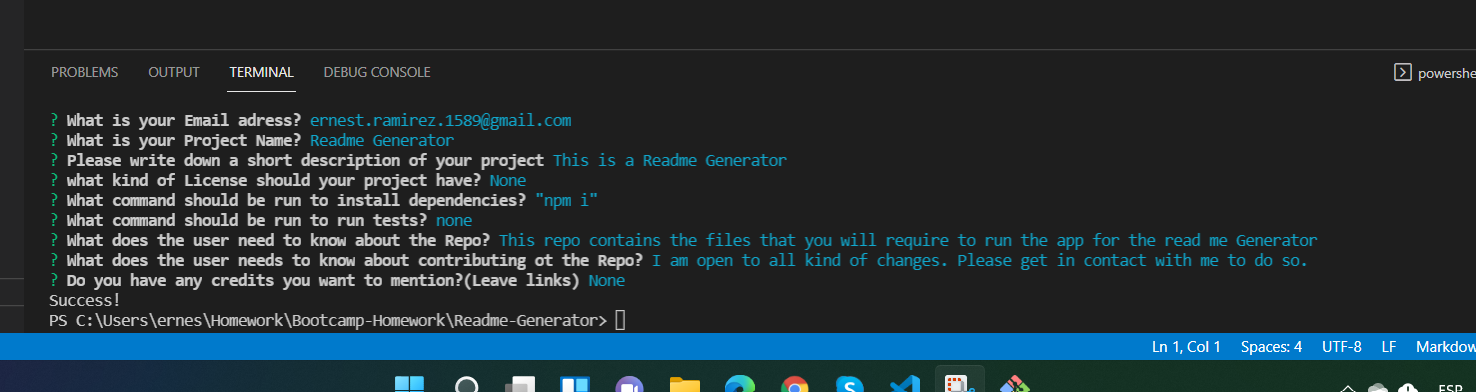 PROBLEMS OUTPUT TERMINAL DEBUG CONSOLE powershe
? What is your Email adress? ernest.ramirez.1589@gmail.com
? What is your Project Name? Readme Generator
? Please write down a short description of your project This is a Readme Generator
? What kind of License should your project have? None
? What command should be run to install dependencies? "npm i"
? What command should be run to run tests? none
? What does the user need to know about the Repo? This repo contains the files that you will require to run the app for the read me Generator
? What does the user needs to know about contributing ot the Repo? I am open to all kind of changes. Please get in contact with me to do so.
? Do you have any credits you want to mention?(Leave links) None
Success!
PS C:\Users\ernes\Homework\Bootcamp-Homework\Readme-Generator>
Ln 1, Col 1 Spaces: 4 UTF-8 LF Markdow
ESP